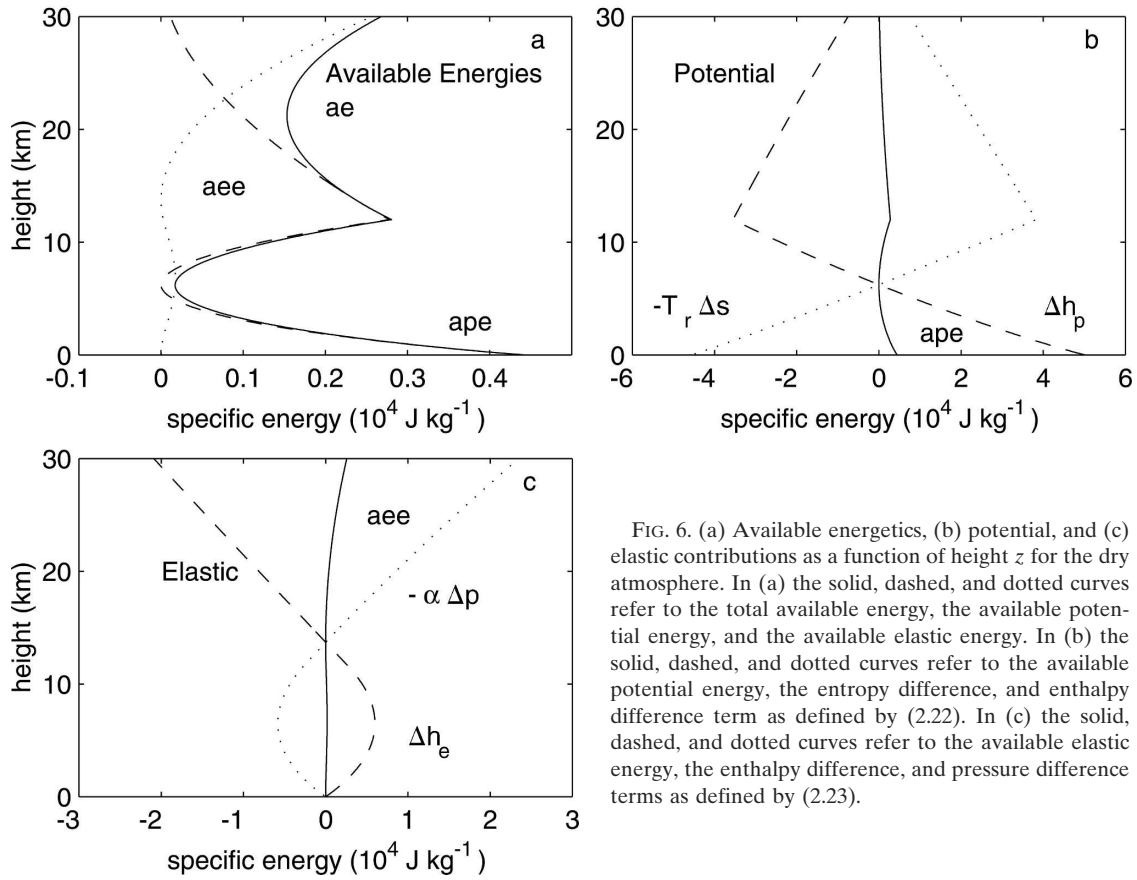 30
20
10
0
height (km)
a
Available Energies
ae
aee
ape
-0.1 0 0.1 0.2 0.3 0.4
specific energy (10^4 J kg^-1 )
30
20
10
0
b
Potential
-T_r Δs
Δh_p
ape
-6 -4 -2 0 2 4 6
specific energy (10^4 J kg^-1 )
30
20
10
0
height (km)
c
aee
Elastic
- α Δp
Δh_e
-3 -2 -1 0 1 2 3
specific energy (10^4 J kg^-1 )
FIG. 6. (a) Available energetics, (b) potential, and (c)
elastic contributions as a function of height z for the dry
atmosphere. In (a) the solid, dashed, and dotted curves
refer to the total available energy, the available poten-
tial energy, and the available elastic energy. In (b) the
solid, dashed, and dotted curves refer to the available
potential energy, the entropy difference, and enthalpy
difference term as defined by (2.22). In (c) the solid,
dashed, and dotted curves refer to the available elastic
energy, the enthalpy difference, and pressure difference
terms as defined by (2.23).